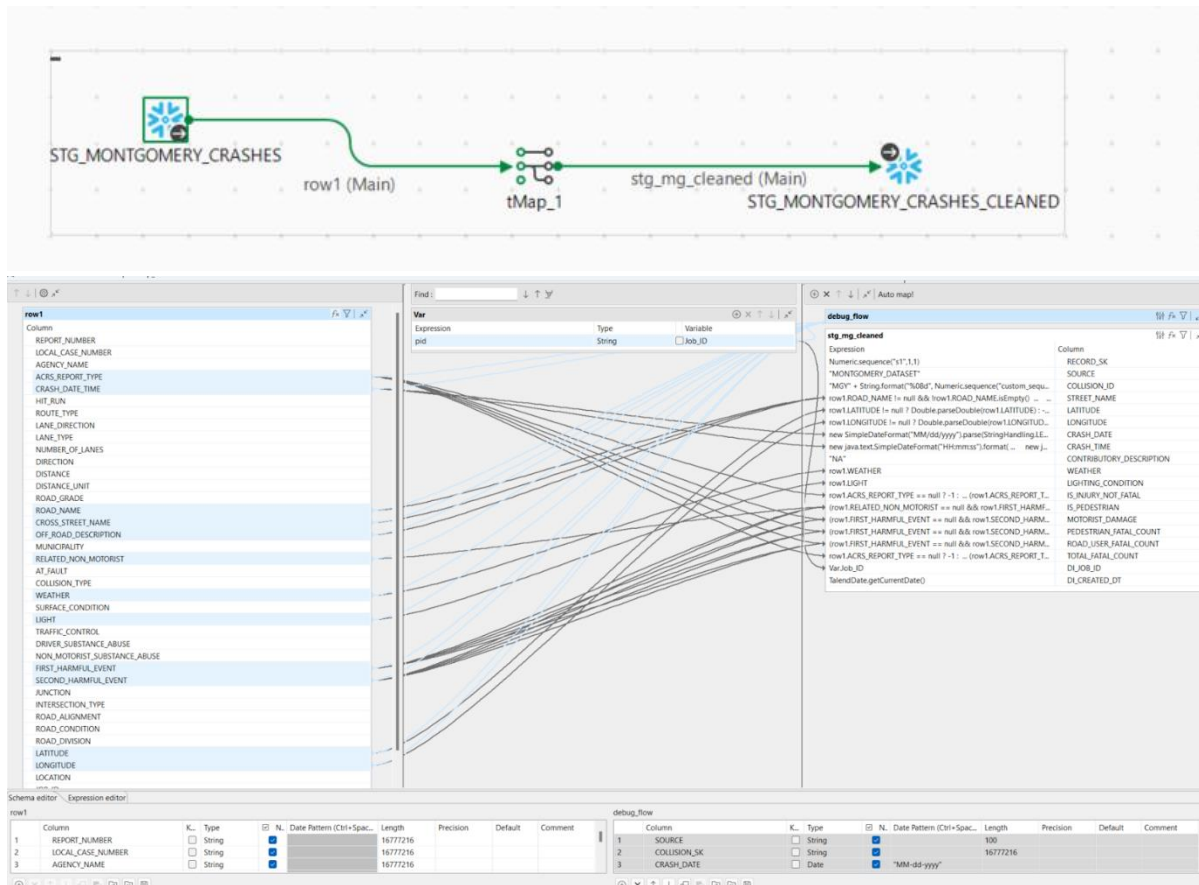 STG_MONTGOMERY_CRASHES
row1 (Main)
tMap_1
stg_mg_cleaned (Main)
STG_MONTGOMERY_CRASHES_CLEANED
Find :
Auto map!
row1
Column
REPORT_NUMBER
LOCAL_CASE_NUMBER
AGENCY_NAME
ACRS_REPORT_TYPE
CRASH_DATE_TIME
HIT_RUN
ROUTE_TYPE
LANE_DIRECTION
LANE_TYPE
NUMBER_OF_LANES
DIRECTION
DISTANCE
DISTANCE_UNIT
ROAD_GRADE
ROAD_NAME
CROSS_STREET_NAME
OFF_ROAD_DESCRIPTION
MUNICIPALITY
RELATED_NON_MOTORIST
AT_FAULT
COLLISION_TYPE
WEATHER
SURFACE_CONDITION
LIGHT
TRAFFIC_CONTROL
DRIVER_SUBSTANCE_ABUSE
NON_MOTORIST_SUBSTANCE_ABUSE
FIRST_HARMFUL_EVENT
SECOND_HARMFUL_EVENT
JUNCTION
INTERSECTION_TYPE
ROAD_ALIGNMENT
ROAD_CONDITION
ROAD_DIVISION
LATITUDE
LONGITUDE
LOCATION
Var
Expression Type Variable
pid String Job_ID
debug_flow
stg_mg_cleaned
Expression Column
Numeric.sequence("s1",1,1) RECORD_SK
"MONTGOMERY_DATASET" SOURCE
"MGY" + String.format("%08d", Numeric.sequence("custom_sequ... COLLISION_ID
row1.ROAD_NAME != null && !row1.ROAD_NAME.isEmpty() ... STREET_NAME
row1.LATITUDE != null ? Double.parseDouble(row1.LATITUDE) : -... LATITUDE
row1.LONGITUDE != null ? Double.parseDouble(row1.LONGITUD... LONGITUDE
new SimpleDateFormat("MM/dd/yyyy").parse(StringHandling.LE... CRASH_DATE
new java.text.SimpleDateFormat("HH:mm:ss").format( ... new j... CRASH_TIME
"NA" CONTRIBUTORY_DESCRIPTION
row1.WEATHER WEATHER
row1.LIGHT LIGHTING_CONDITION
row1.ACRS_REPORT_TYPE == null ? -1 : ... (row1.ACRS_REPORT_T... IS_INJURY_NOT_FATAL
(row1.RELATED_NON_MOTORIST == null && row1.FIRST_HARMF... IS_PEDESTRIAN
(row1.FIRST_HARMFUL_EVENT == null && row1.SECOND_HARM... MOTORIST_DAMAGE
(row1.FIRST_HARMFUL_EVENT == null && row1.SECOND_HARM... PEDESTRIAN_FATAL_COUNT
(row1.FIRST_HARMFUL_EVENT == null && row1.SECOND_HARM... ROAD_USER_FATAL_COUNT
row1.ACRS_REPORT_TYPE == null ? -1 : ... (row1.ACRS_REPORT_T... TOTAL_FATAL_COUNT
Var.Job_ID DI_JOB_ID
TalendDate.getCurrentDate() DI_CREATED_DT
Schema editor Expression editor
row1
Column K... Type N.. Date Pattern (Ctrl+Spac... Length Precision Default Comment
1 REPORT_NUMBER String 16777216
2 LOCAL_CASE_NUMBER String 16777216
3 AGENCY_NAME String 16777216
debug_flow
Column K... Type N.. Date Pattern (Ctrl+Spac... Length Precision Default Comment
1 SOURCE String 100
2 COLLISION_SK String 16777216
3 CRASH_DATE Date "MM-dd-yyyy"